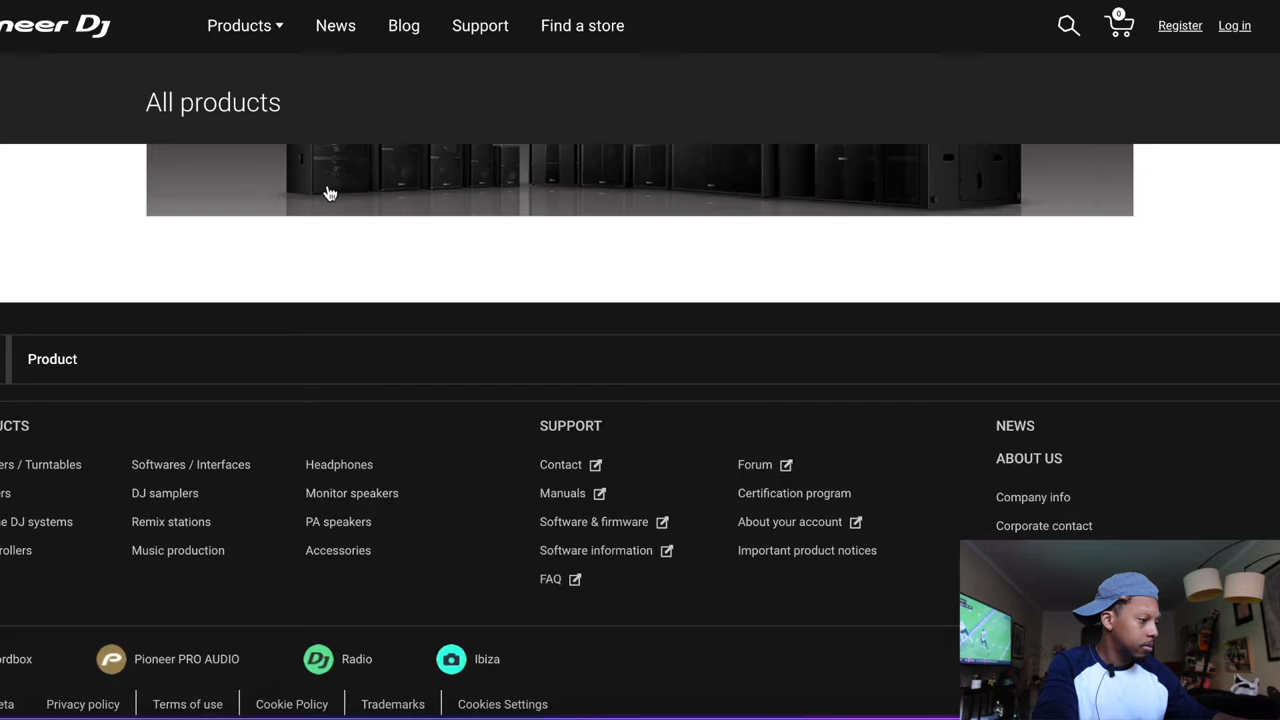 neer Dj
Products News Blog Support Find a store
0
Register Log in
All products
Product
UCTS SUPPORT NEWS
ers / Turntables Softwares / Interfaces Headphones Contact Forum ABOUT US
rs DJ samplers Monitor speakers Manuals Certification program Company info
e DJ systems Remix stations PA speakers Software & firmware About your account Corporate contact
rollers Music production Accessories Software information Important product notices
FAQ
rdbox Pioneer PRO AUDIO Radio Ibiza
eta Privacy policy Terms of use Cookie Policy Trademarks Cookies Settings